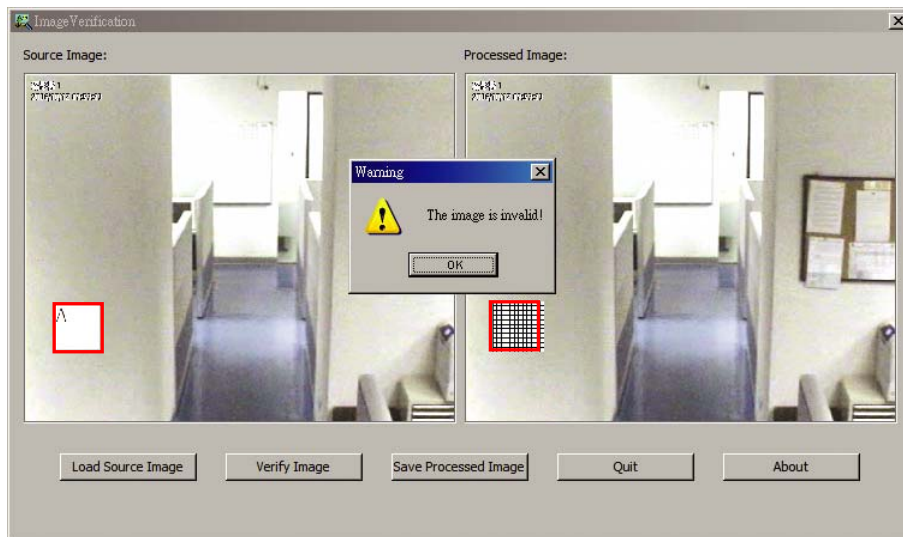 ImageVerification
Source Image:
Processed Image:
Warning
The image is invalid!
OK
Load Source Image
Verify Image
Save Processed Image
Quit
About